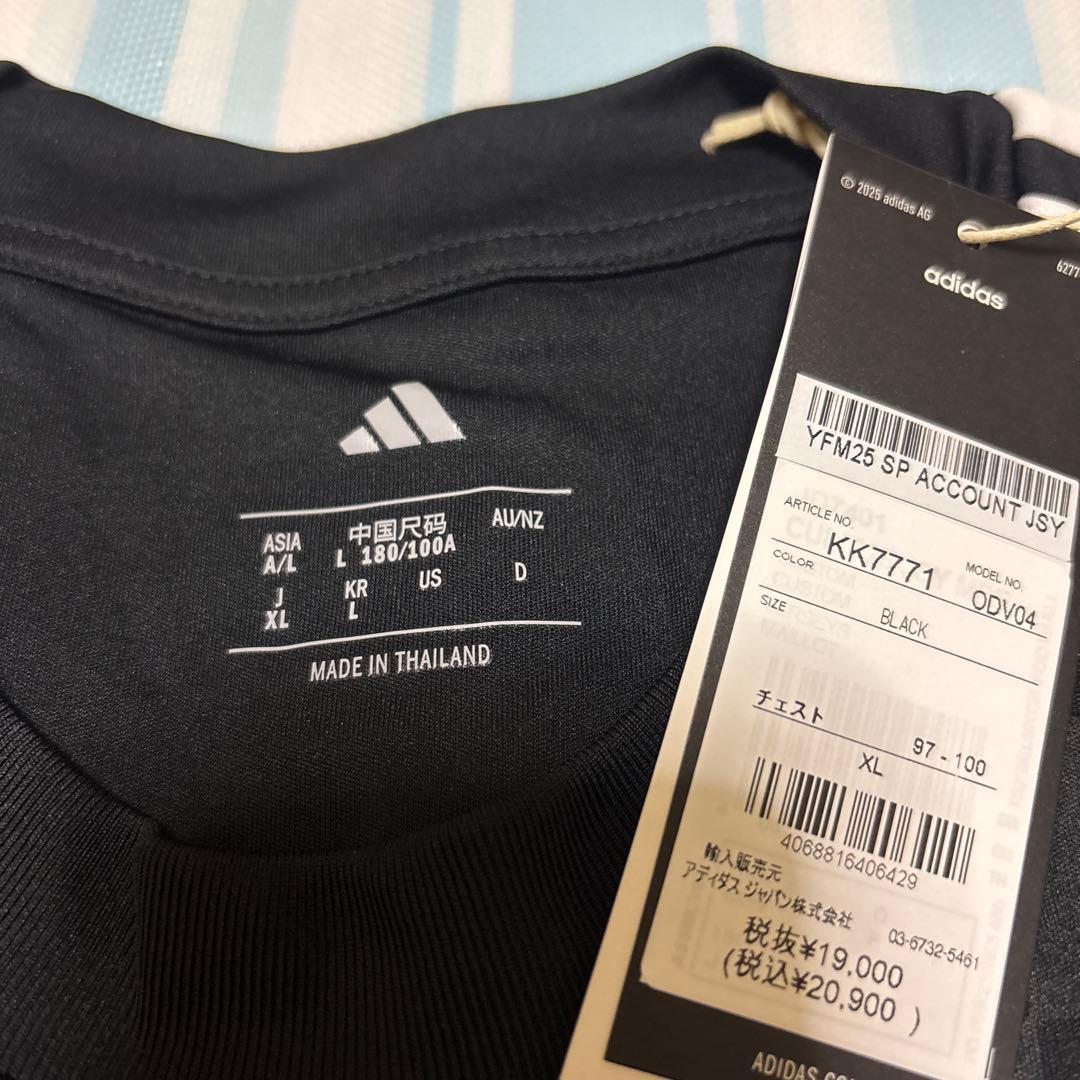 ASIA
A/L
中国尺码
L 180/100A
AU/NZ
J
XL
KR
L
US
D
MADE IN THAILAND
© 2025 adidas AG
6277
adidas
YFM25 SP ACCOUNT JSY
ARTICLE NO.
KK7771
MODEL NO.
ODV04
COLOR
BLACK
SIZE
チェスト
97 - 100
XL
4068816406429
輸入販売元
アディダス ジャパン株式会社
03-6732-5461
税抜¥19,000
(税込¥20,900 )
ADIDAS.CO